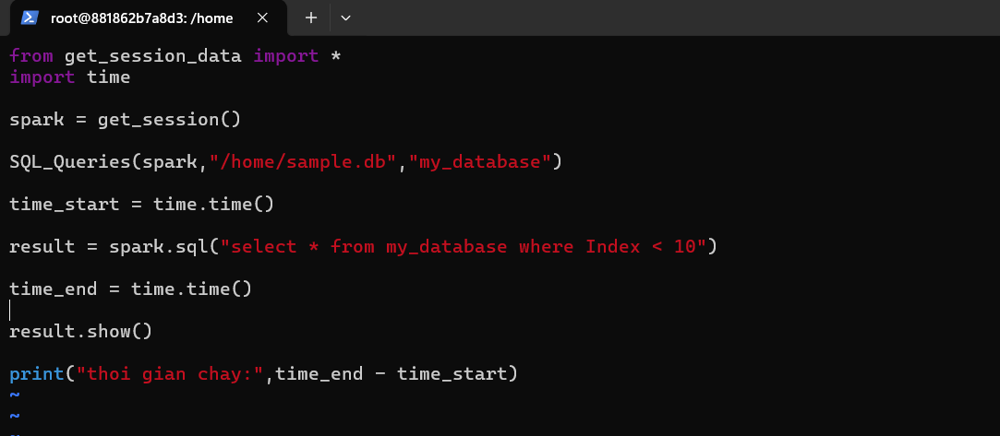 root@881862b7a8d3: /home
from get_session_data import *
import time
spark = get_session()
SQL_Queries(spark,"/home/sample.db","my_database")
time_start = time.time()
result = spark.sql("select * from my_database where Index < 10")
time_end = time.time()
result.show()
print("thoi gian chay:",time_end - time_start)
~
~
~